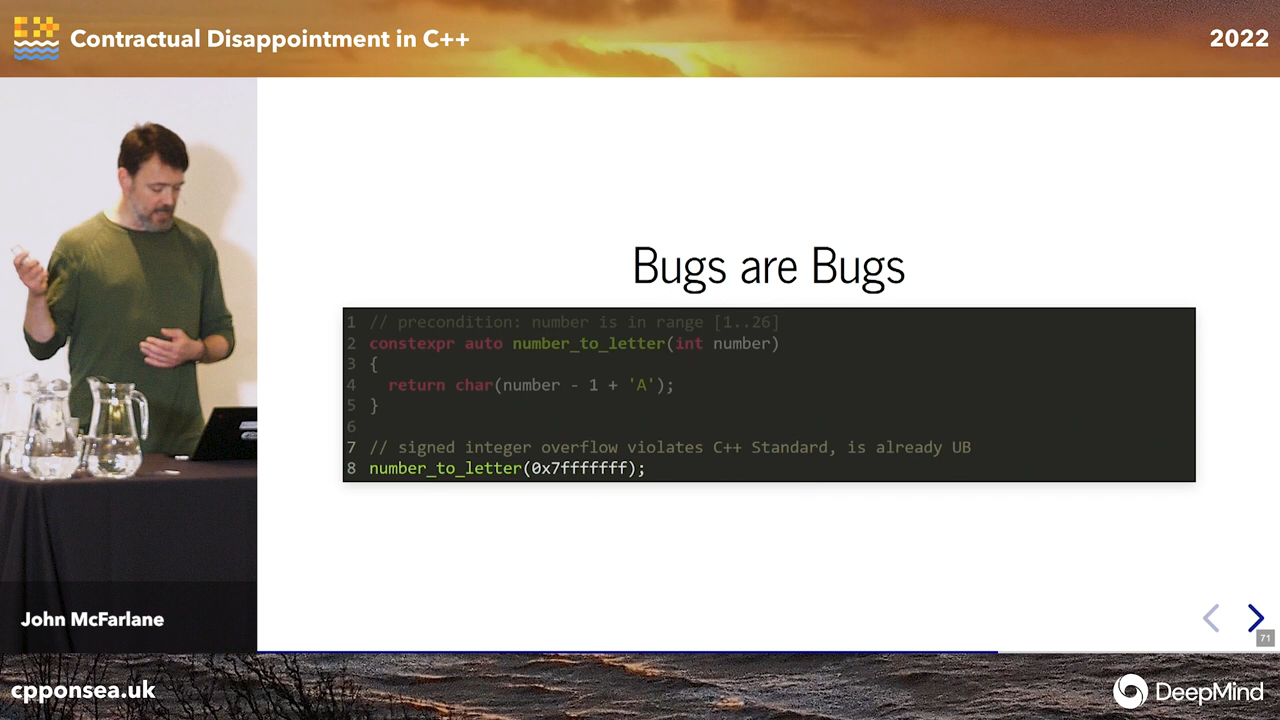 Contractual Disappointment in C++
2022
Bugs are Bugs
1 // precondition: number is in range [1..26]
2 constexpr auto number_to_letter(int number)
3 {
4   return char(number - 1 + 'A');
5 }
6
7 // signed integer overflow violates C++ Standard, is already UB
8 number_to_letter(0x7fffffff);
John McFarlane
71
cpponsea.uk
DeepMind